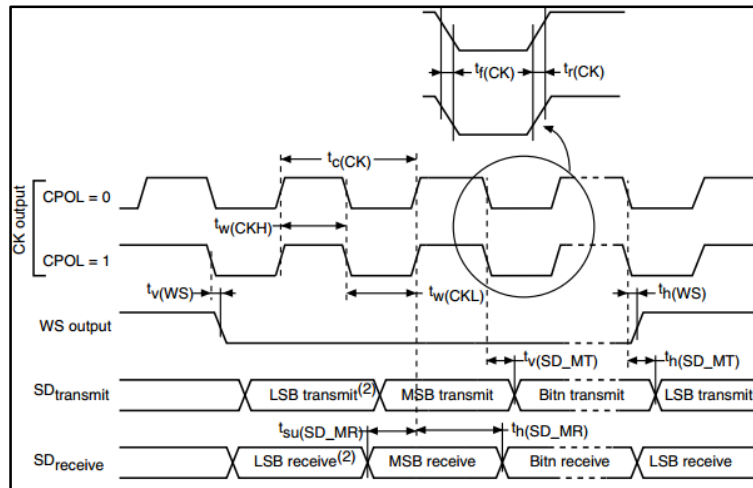 tf(CK)
tr(CK)
tc(CK)
CK output
CPOL = 0
tw(CKH)
CPOL = 1
tv(WS)
tw(CKL)
th(WS)
WS output
tv(SD_MT)
th(SD_MT)
SDtransmit
LSB transmit(2)
MSB transmit
Bitn transmit
LSB transmit
tsu(SD_MR)
th(SD_MR)
SDreceive
LSB receive(2)
MSB receive
Bitn receive
LSB receive